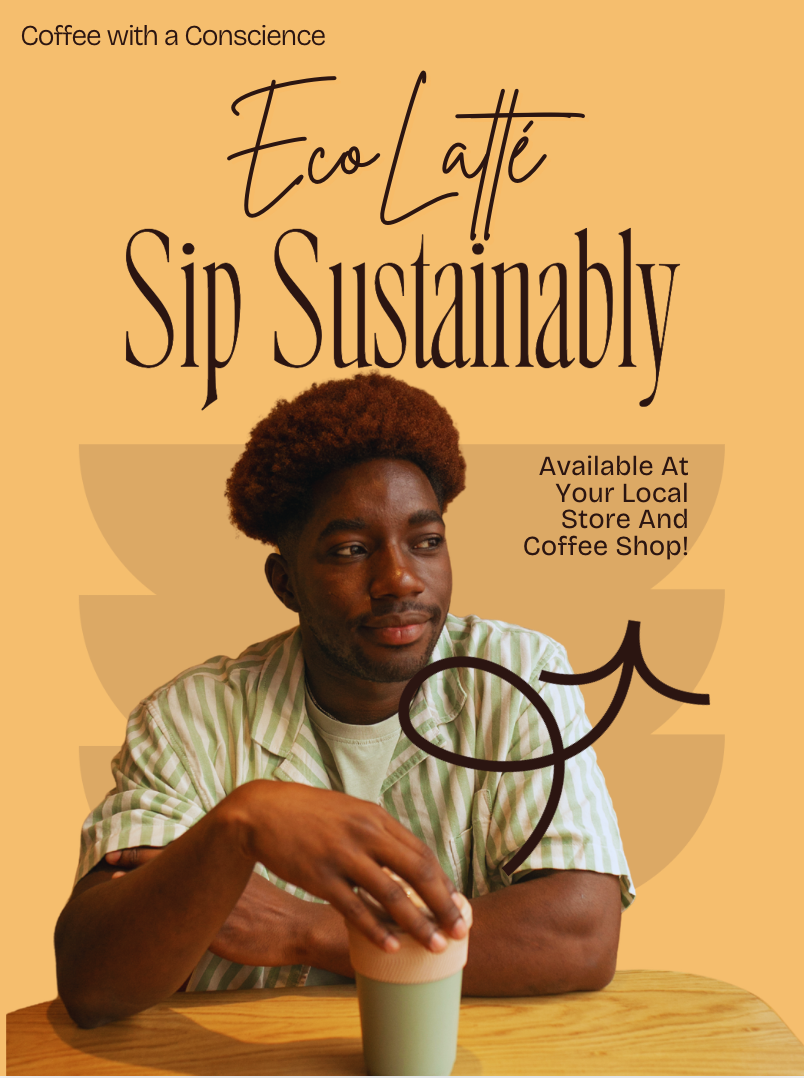 Coffee with a Conscience
Eco Latté
Sip Sustainably
Available At
Your Local
Store And
Coffee Shop!